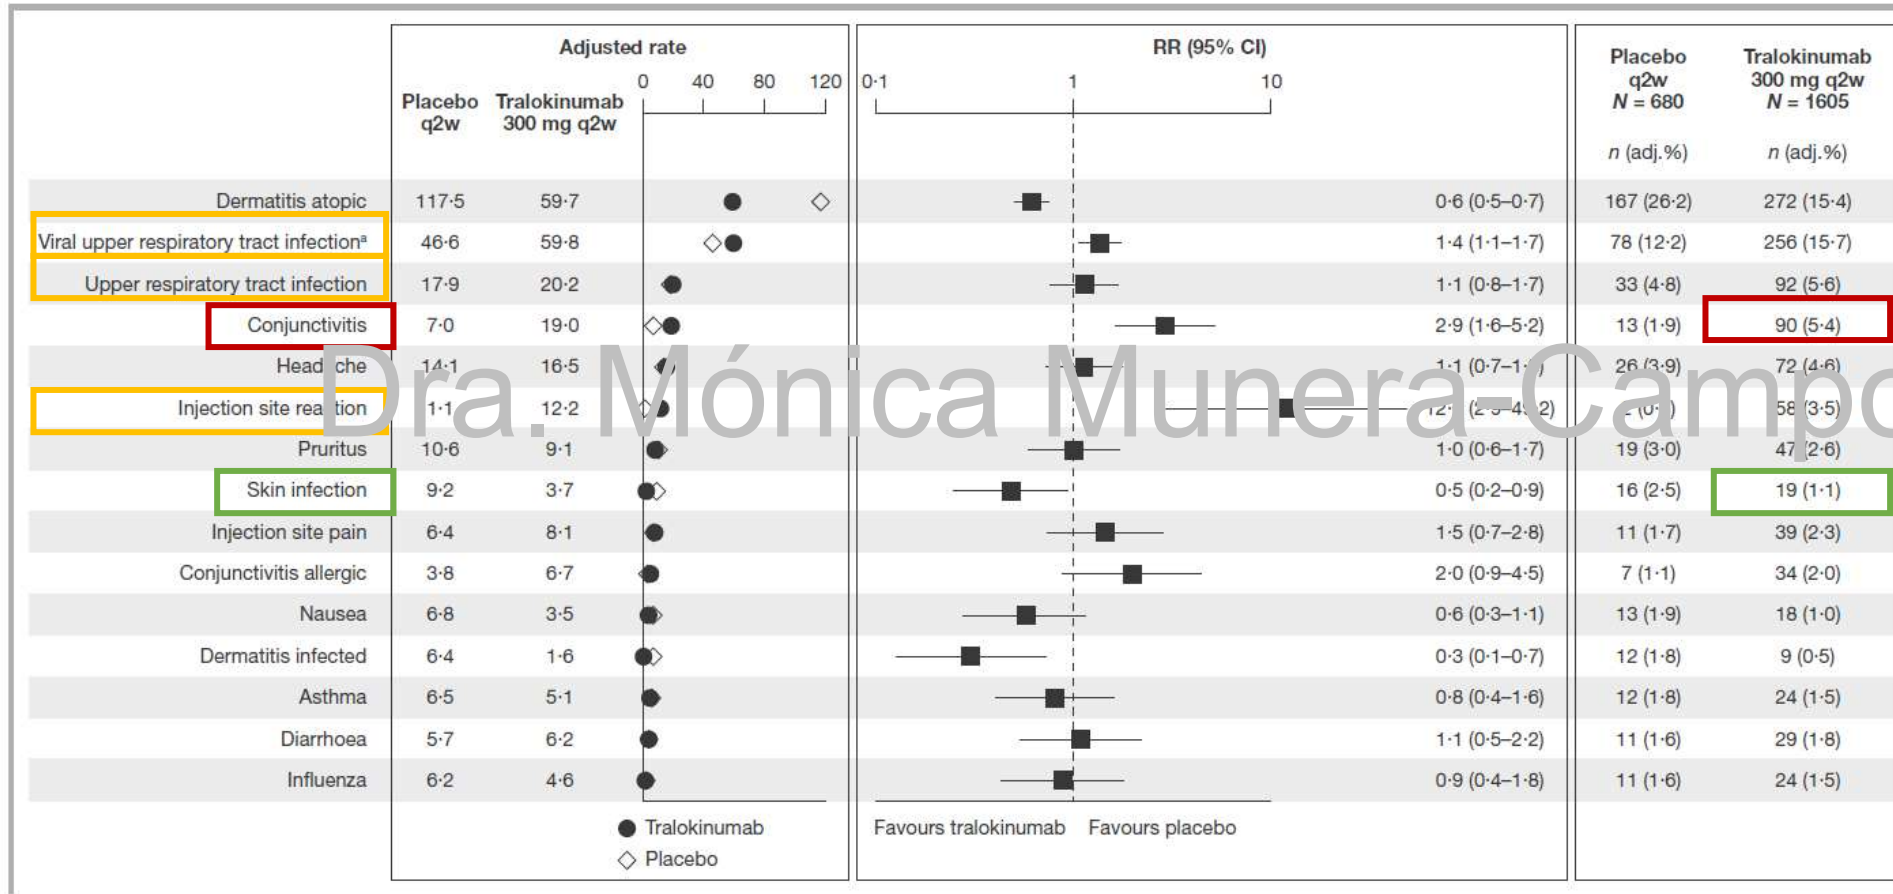 Adjusted rate
RR (95% CI)
Placebo q2w
Tralokinumab 300 mg q2w
0 40 80 120
0·1 1 10
Placebo q2w N = 680
Tralokinumab 300 mg q2w N = 1605
n (adj.%) n (adj.%)
Dermatitis atopic 117·5 59·7 0·6 (0·5–0·7) 167 (26·2) 272 (15·4)
Viral upper respiratory tract infectionᵃ 46·6 59·8 1·4 (1·1–1·7) 78 (12·2) 256 (15·7)
Upper respiratory tract infection 17·9 20·2 1·1 (0·8–1·7) 33 (4·8) 92 (5·6)
Conjunctivitis 7·0 19·0 2·9 (1·6–5·2) 13 (1·9) 90 (5·4)
Headache 14·1 16·5 26 (3·9) 72 (4·6)
Injection site reaction 1·1 12·2 58 (3·5)
Dra. Mónica Munera-Campo
Pruritus 10·6 9·1 1·0 (0·6–1·7) 19 (3·0) 47 (2·6)
Skin infection 9·2 3·7 0·5 (0·2–0·9) 16 (2·5) 19 (1·1)
Injection site pain 6·4 8·1 1·5 (0·7–2·8) 11 (1·7) 39 (2·3)
Conjunctivitis allergic 3·8 6·7 2·0 (0·9–4·5) 7 (1·1) 34 (2·0)
Nausea 6·8 3·5 0·6 (0·3–1·1) 13 (1·9) 18 (1·0)
Dermatitis infected 6·4 1·6 0·3 (0·1–0·7) 12 (1·8) 9 (0·5)
Asthma 6·5 5·1 0·8 (0·4–1·6) 12 (1·8) 24 (1·5)
Diarrhoea 5·7 6·2 1·1 (0·5–2·2) 11 (1·6) 29 (1·8)
Influenza 6·2 4·6 0·9 (0·4–1·8) 11 (1·6) 24 (1·5)
Tralokinumab
Placebo
Favours tralokinumab Favours placebo